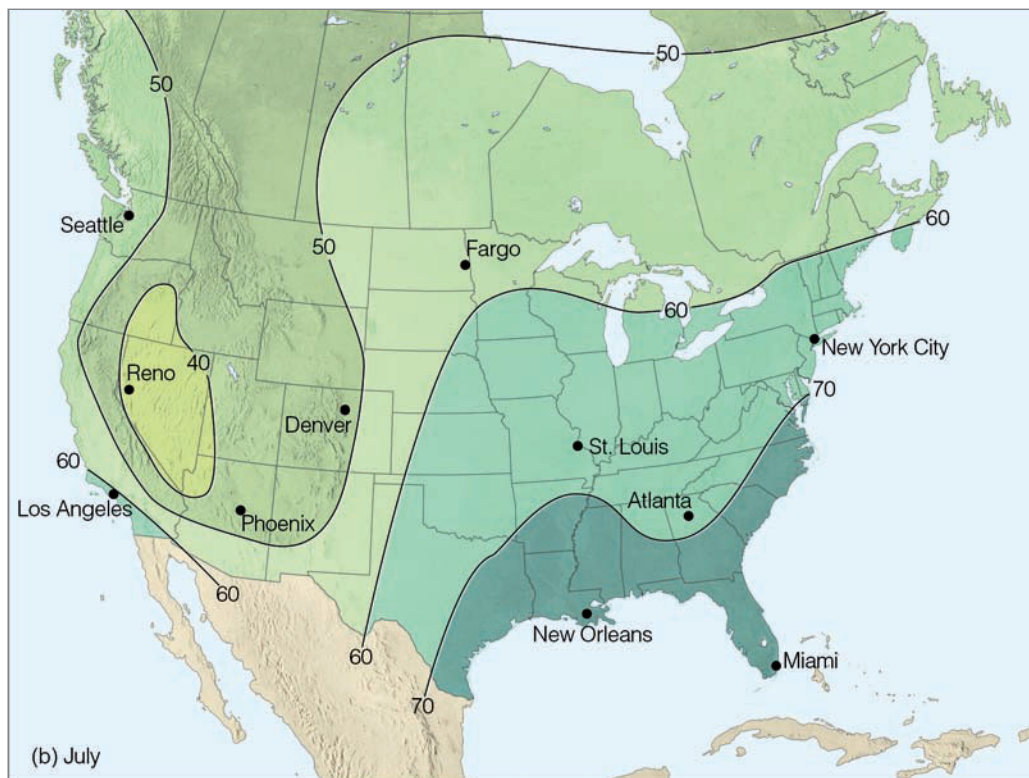 50
50
Seattle
50
Fargo
60
60
New York City
40
Reno
70
Denver
St. Louis
60
Los Angeles
Atlanta
Phoenix
60
New Orleans
60
Miami
70
(b) July